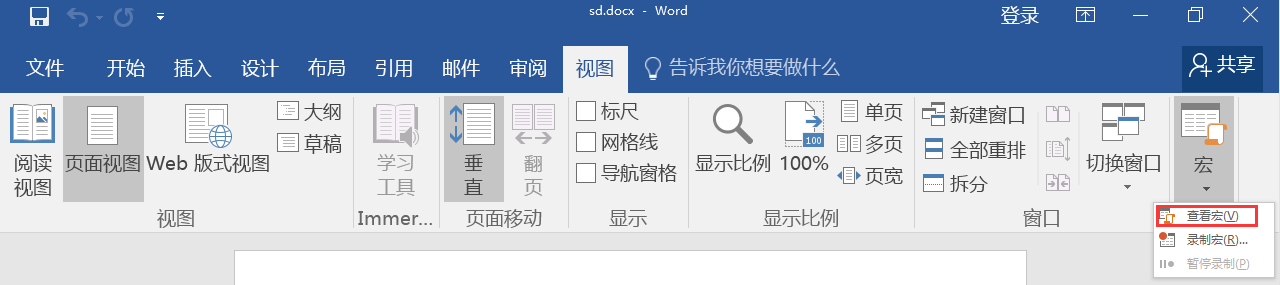 sd.docx - Word
登录
文件 开始 插入 设计 布局 引用 邮件 审阅 视图 告诉我你想要做什么 共享
阅读
视图
页面视图
Web 版式视图
大纲
草稿
视图
学习
工具
Immer...
垂
直
翻
页
页面移动
标尺
网格线
导航窗格
显示
显示比例
100
100%
单页
多页
页宽
显示比例
新建窗口
全部重排
拆分
切换窗口
窗口
宏
查看宏(V)
录制宏(R)...
暂停录制(P)